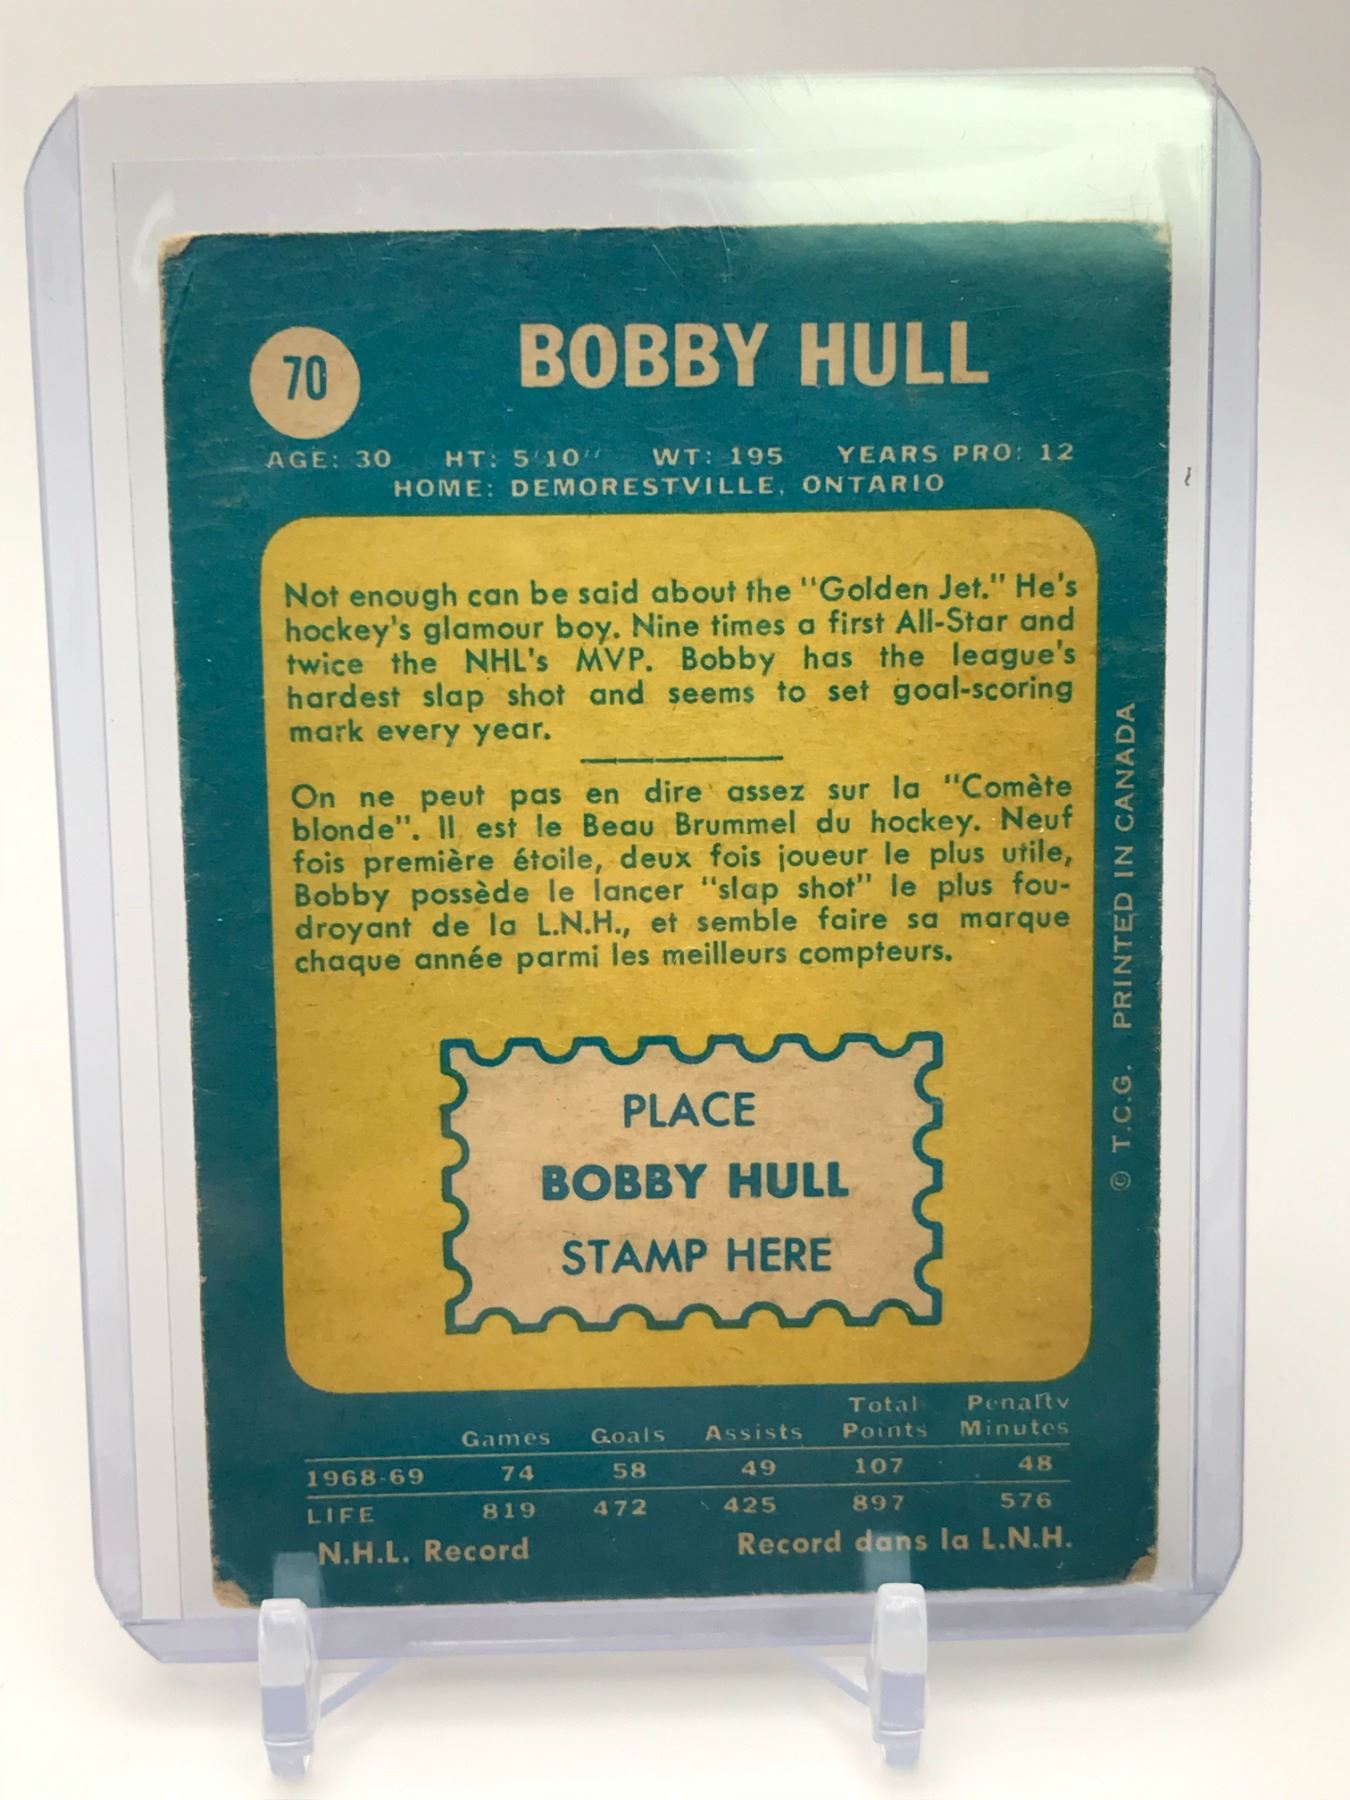 70
BOBBY HULL
AGE: 30 HT: 5'10" WT: 195 YEARS PRO: 12
HOME: DEMORESTVILLE, ONTARIO
Not enough can be said about the "Golden Jet." He's
hockey's glamour boy. Nine times a first All-Star and
twice the NHL's MVP. Bobby has the league's
hardest slap shot and seems to set goal-scoring
mark every year.
On ne peut pas en dire assez sur la "Comète
blonde". Il est le Beau Brummel du hockey. Neuf
fois première étoile, deux fois joueur le plus utile,
Bobby possède le lancer "slap shot" le plus fou-
droyant de la L.N.H., et semble faire sa marque
chaque année parmi les meilleurs compteurs.
PLACE
BOBBY HULL
STAMP HERE
© T.C.G. PRINTED IN CANADA
Games Goals Assists Total Points Penalty Minutes
1968-69 74 58 49 107 48
LIFE 819 472 425 897 576
N.H.L. Record Record dans la L.N.H.